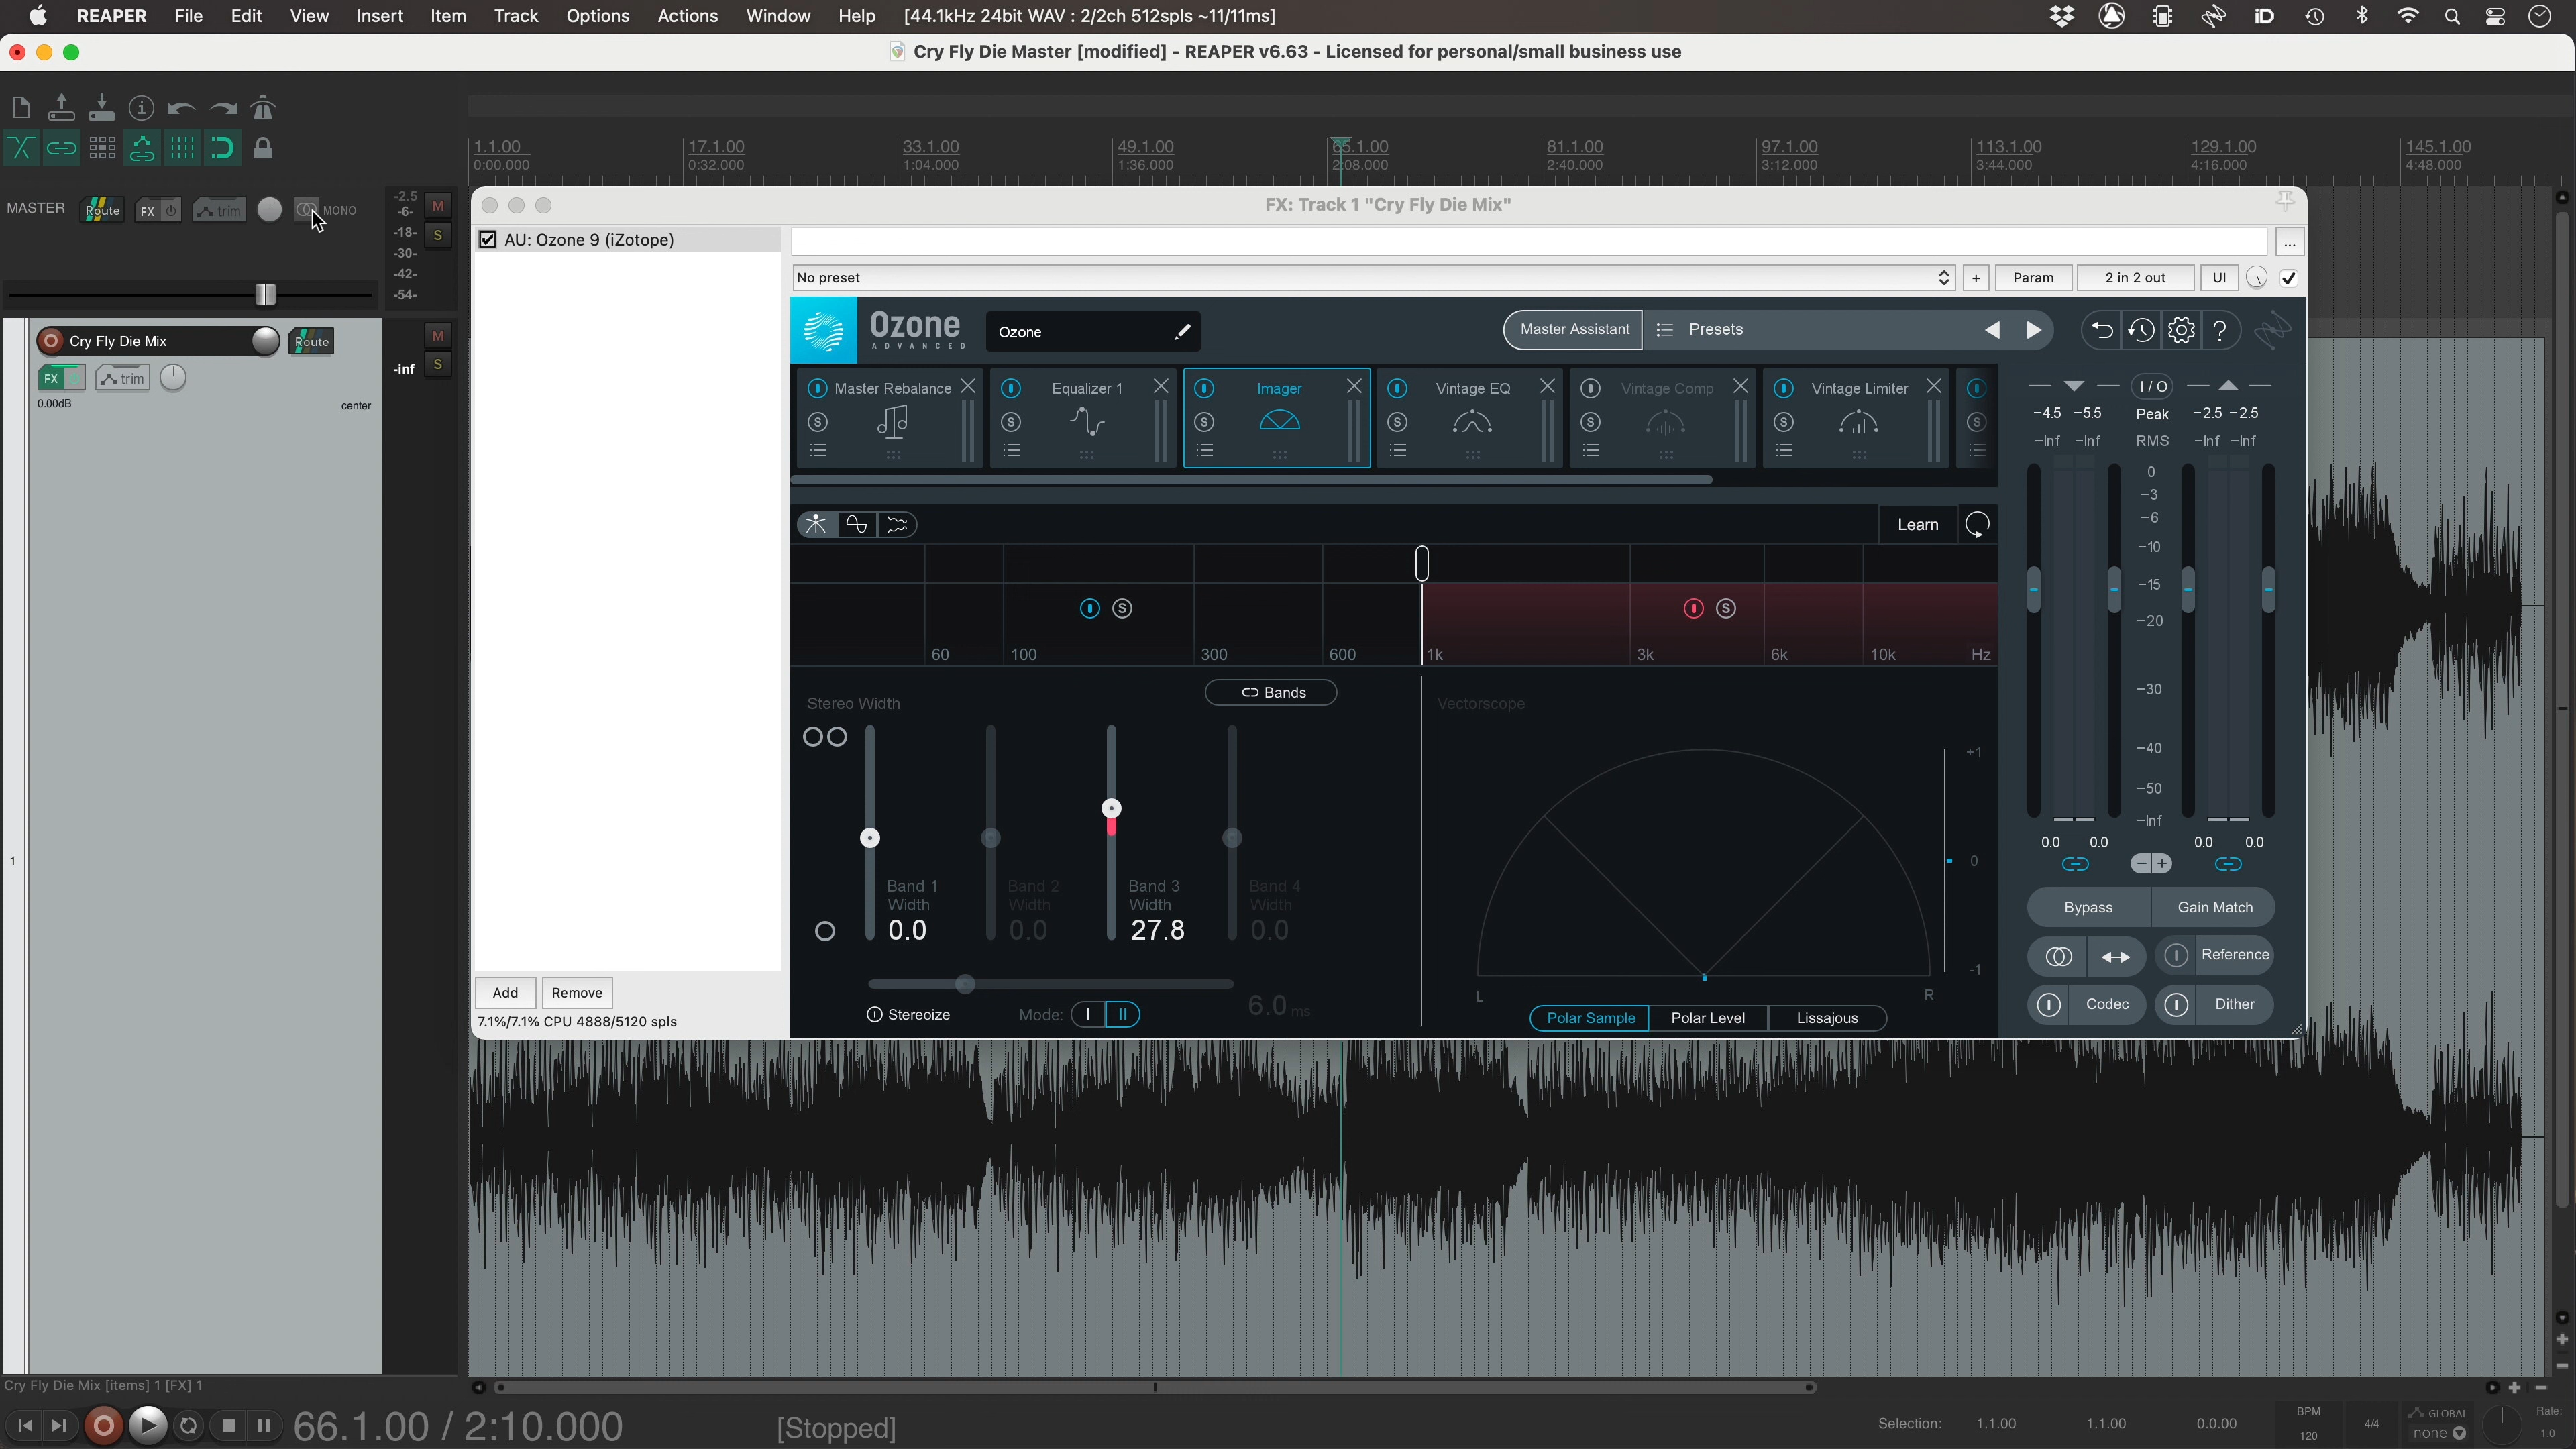 REAPER File Edit View Insert Item Track Options Actions Window Help [44.1kHz 24bit WAV : 2/2ch 512spls ~11/11ms]
Cry Fly Die Master [modified] - REAPER v6.63 - Licensed for personal/small business use
1.1.00 17.1.00 33.1.00 49.1.00 65.1.00 81.1.00 97.1.00 113.1.00 129.1.00 145.1.00
0:00.000 0:32.000 1:04.000 1:36.000 2:08.000 2:40.000 3:12.000 3:44.000 4:16.000 4:48.000
MASTER Route FX trim MONO
-2.5
-6-
-18-
-30-
-42-
-54-
M
S
FX: Track 1 "Cry Fly Die Mix"
AU: Ozone 9 (iZotope)
...
No preset + Param 2 in 2 out UI
Cry Fly Die Mix Route
M
S
-inf
FX trim
0.00dB center
Ozone
ADVANCED
Ozone
Master Assistant Presets ?
Master Rebalance Equalizer 1 Imager Vintage EQ Vintage Comp Vintage Limiter
S S S S S S S
I/O
-4.5 -5.5 Peak -2.5 -2.5
-Inf -Inf RMS -Inf -Inf
0
-3
-6
-10
-15
-20
-30
-40
-50
-Inf
0.0 0.0 0.0 0.0
Learn
S S
60 100 300 600 1k 3k 6k 10k Hz
Bands
Stereo Width
Vectorscope
+1
0
-1
L R
Band 1 Width 0.0
Band 2 Width 0.0
Band 3 Width 27.8
Band 4 Width 0.0
Stereoize Mode: I II 6.0 ms
Polar Sample Polar Level Lissajous
Bypass Gain Match
Reference
Codec Dither
Add Remove
7.1%/7.1% CPU 4888/5120 spls
1
Cry Fly Die Mix [items] 1 [FX] 1
66.1.00 / 2:10.000 [Stopped]
Selection: 1.1.00 1.1.00 0.0.00
BPM
120
4/4
GLOBAL
none
Rate:
1.0